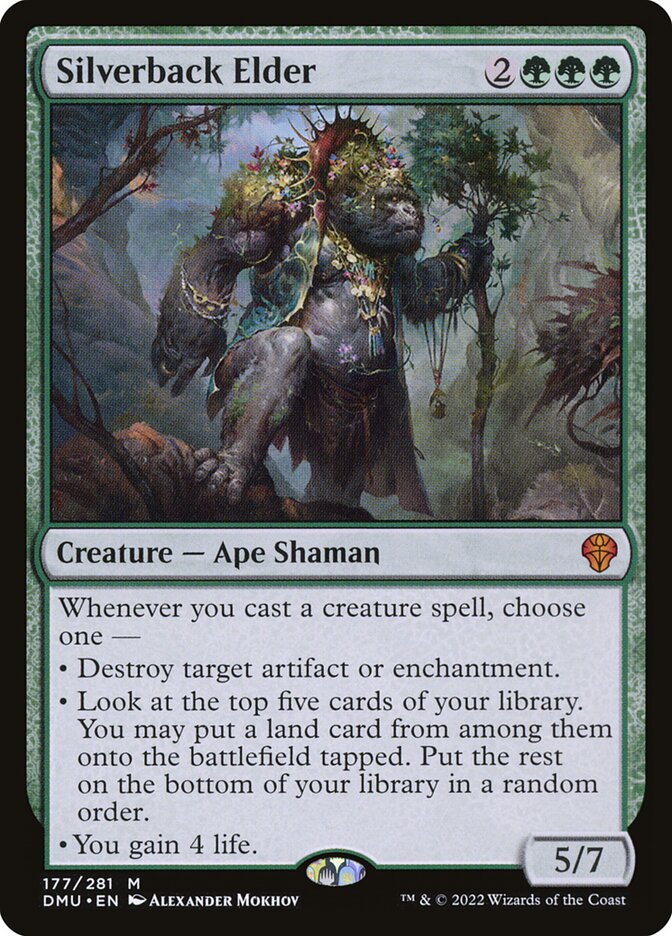 Silverback Elder 2
Creature — Ape Shaman
Whenever you cast a creature spell, choose
one —
• Destroy target artifact or enchantment.
• Look at the top five cards of your library.
You may put a land card from among them
onto the battlefield tapped. Put the rest
on the bottom of your library in a random
order.
• You gain 4 life.
5/7
177/281 M
DMU • EN Alexander Mokhov ™ & © 2022 Wizards of the Coast